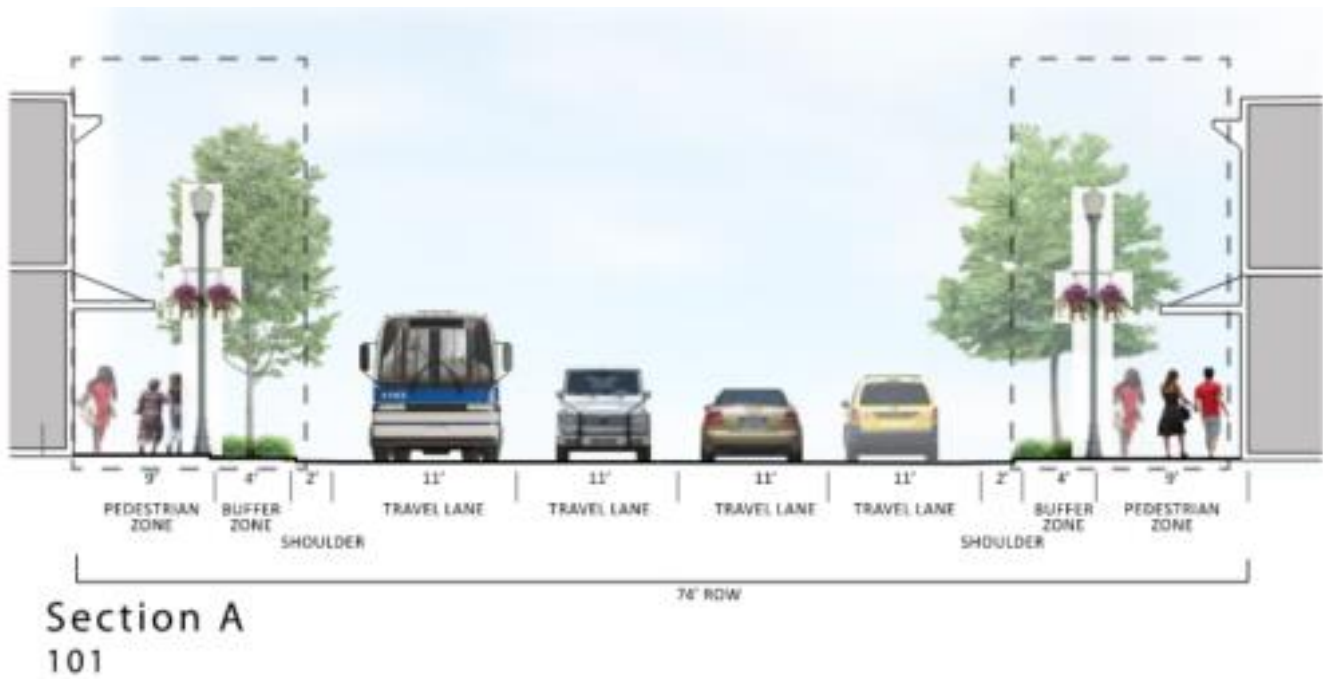 9' 4' 2' 11' 11' 11' 11' 2' 4' 9'
PEDESTRIAN ZONE BUFFER ZONE TRAVEL LANE TRAVEL LANE TRAVEL LANE TRAVEL LANE BUFFER ZONE PEDESTRIAN ZONE
SHOULDER SHOULDER
74' ROW
Section A
101